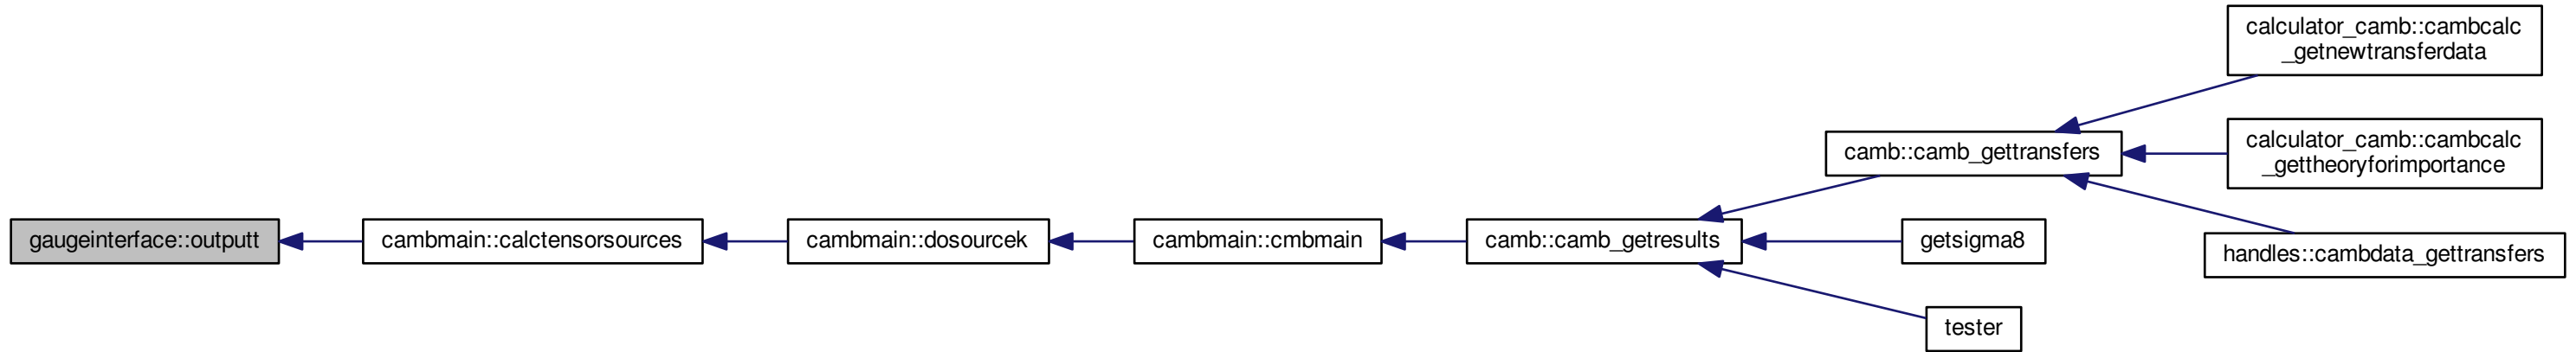 calculator_camb::cambcalc
_getnewtransferdata
calculator_camb::cambcalc
_gettheoryforimportance
camb::camb_gettransfers
gaugeinterface::outputt
cambmain::calctensorsources
cambmain::dosourcek
cambmain::cmbmain
camb::camb_getresults
getsigma8
handles::cambdata_gettransfers
tester